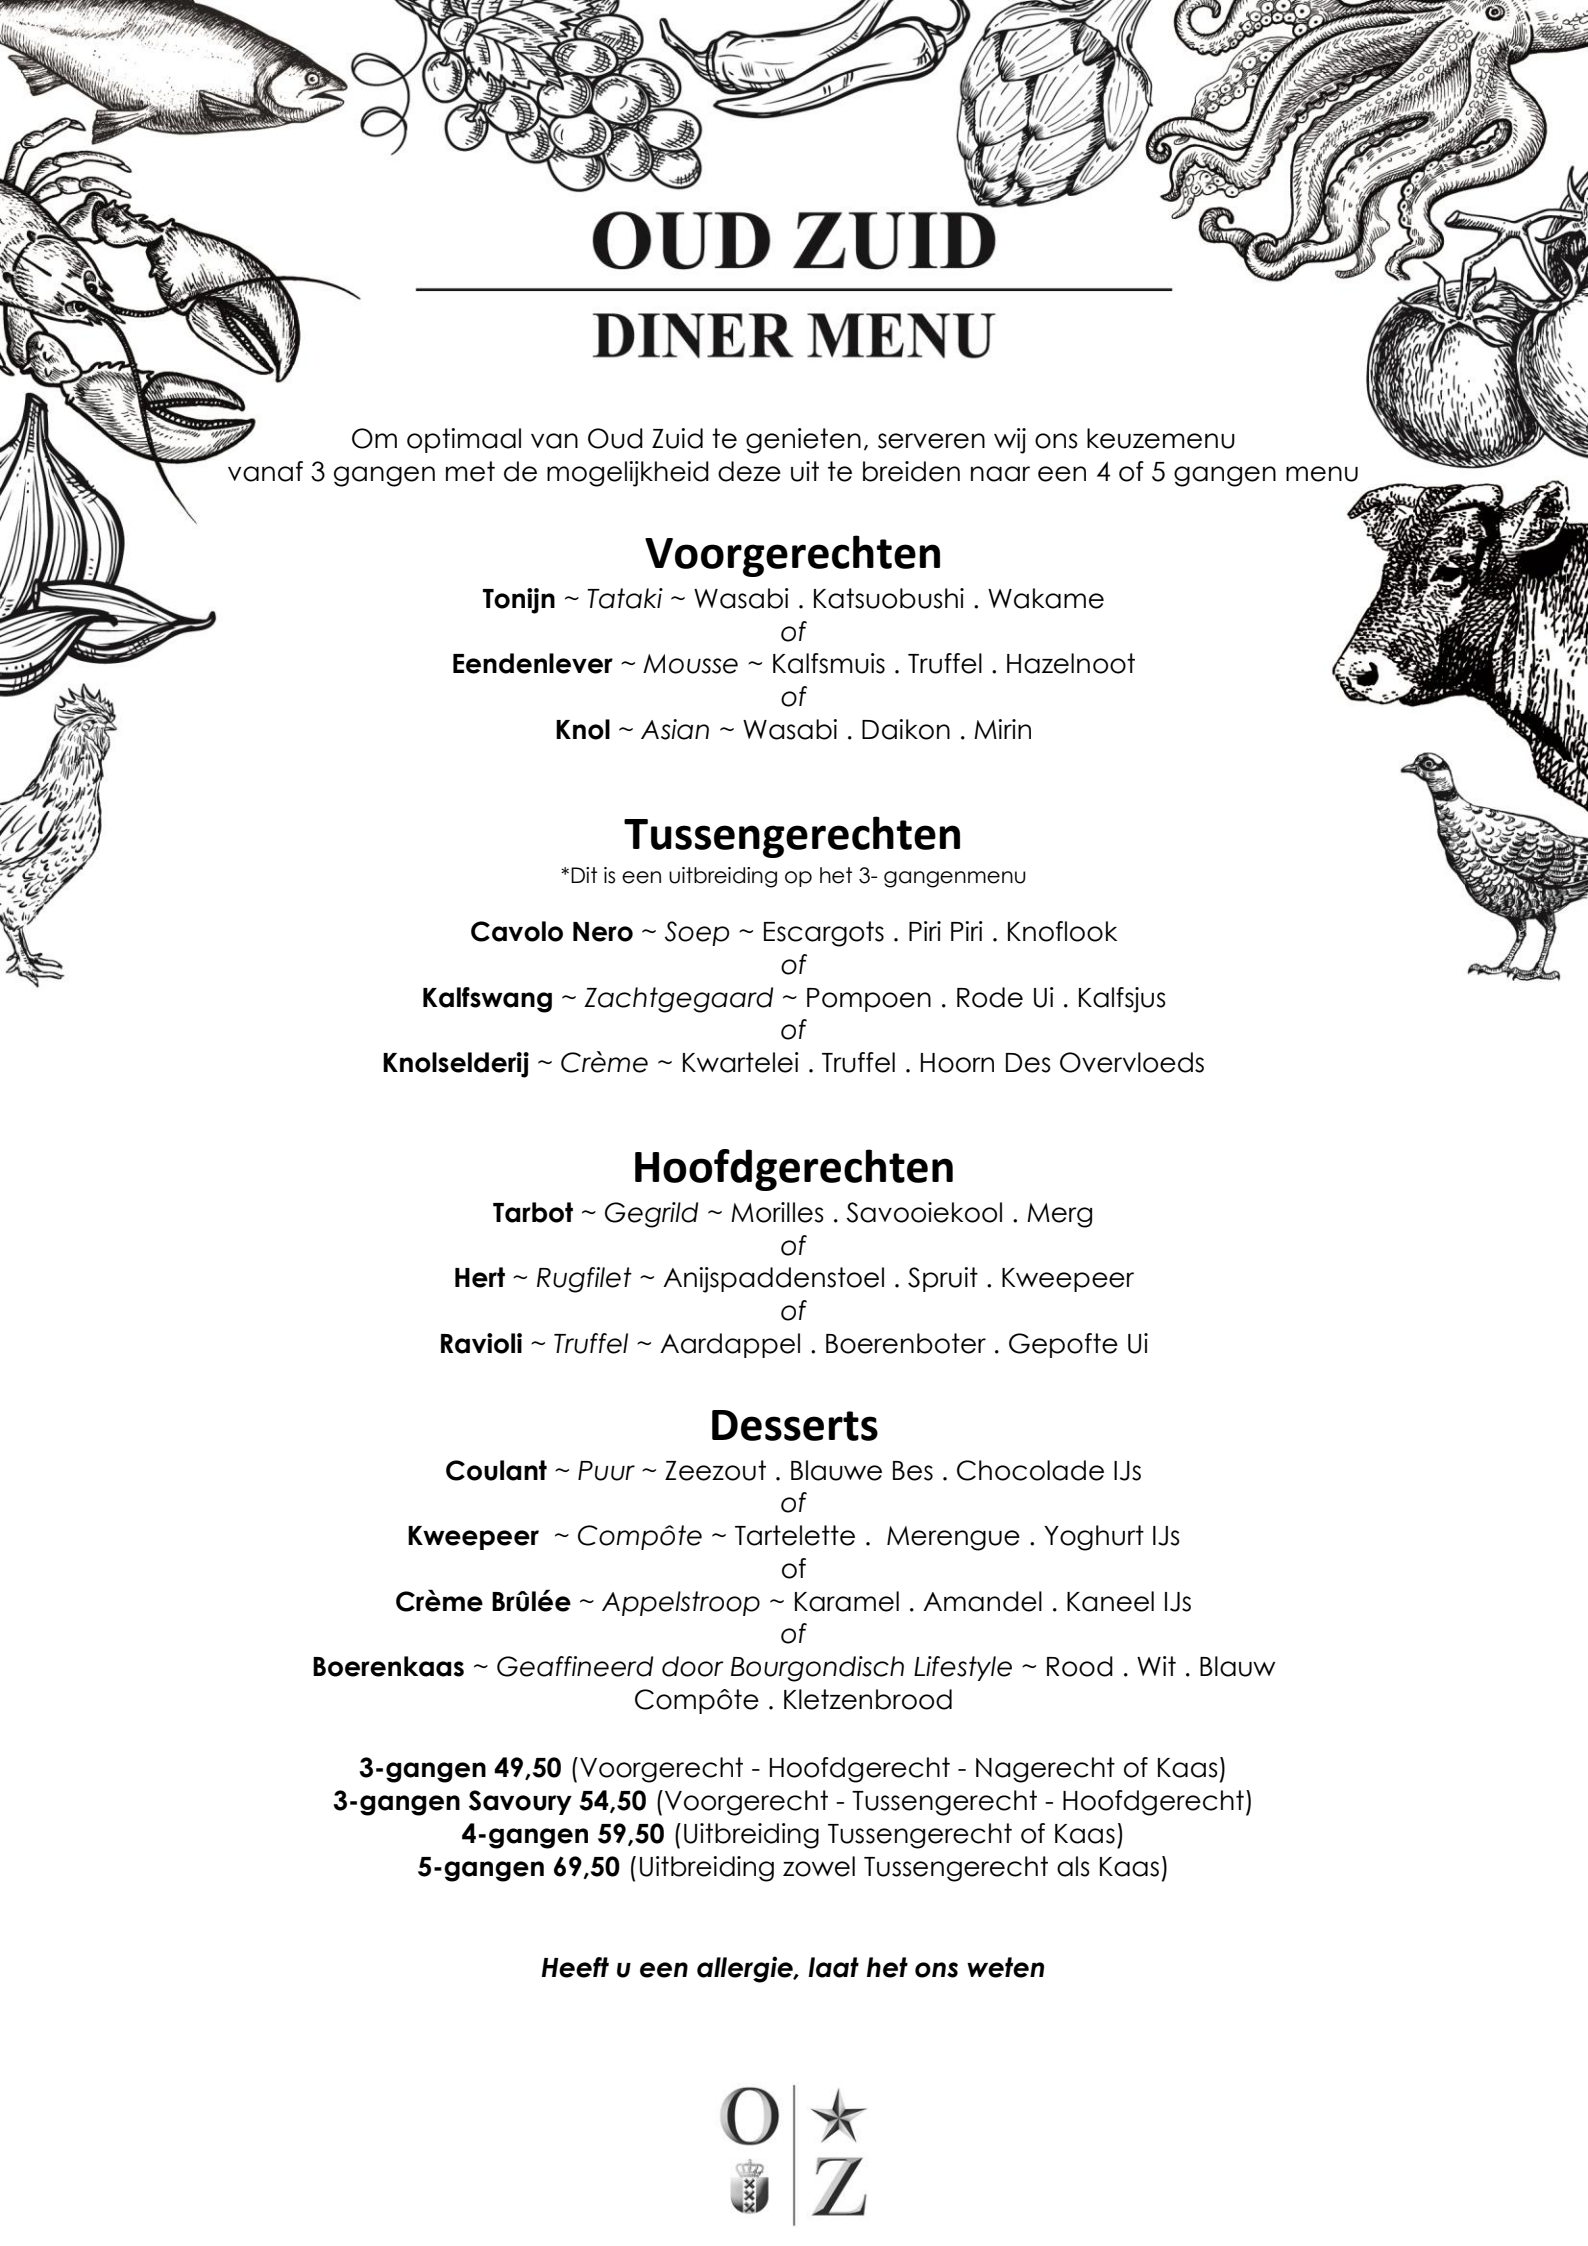 OUD ZUID
DINER MENU
Om optimaal van Oud Zuid te genieten, serveren wij ons keuzemenu
vanaf 3 gangen met de mogelijkheid deze uit te breiden naar een 4 of 5 gangen menu
Voorgerechten
Tonijn ~ Tataki ~ Wasabi . Katsuobushi . Wakame
of
Eendenlever ~ Mousse ~ Kalfsmuis . Truffel . Hazelnoot
of
Knol ~ Asian ~ Wasabi . Daikon . Mirin
Tussengerechten
*Dit is een uitbreiding op het 3- gangenmenu
Cavolo Nero ~ Soep ~ Escargots . Piri Piri . Knoflook
of
Kalfswang ~ Zachtgegaard ~ Pompoen . Rode Ui . Kalfsjus
of
Knolselderij ~ Crème ~ Kwartelei . Truffel . Hoorn Des Overvloeds
Hoofdgerechten
Tarbot ~ Gegrild ~ Morilles . Savooiekool . Merg
of
Hert ~ Rugfilet ~ Anijspaddenstoel . Spruit . Kweepeer
of
Ravioli ~ Truffel ~ Aardappel . Boerenboter . Gepofte Ui
Desserts
Coulant ~ Puur ~ Zeezout . Blauwe Bes . Chocolade IJs
of
Kweepeer ~ Compôte ~ Tartelette . Merengue . Yoghurt IJs
of
Crème Brûlée ~ Appelstroop ~ Karamel . Amandel . Kaneel IJs
of
Boerenkaas ~ Geaffineerd door Bourgondisch Lifestyle ~ Rood . Wit . Blauw
Compôte . Kletzenbrood
3-gangen 49,50 (Voorgerecht - Hoofdgerecht - Nagerecht of Kaas)
3-gangen Savoury 54,50 (Voorgerecht - Tussengerecht - Hoofdgerecht)
4-gangen 59,50 (Uitbreiding Tussengerecht of Kaas)
5-gangen 69,50 (Uitbreiding zowel Tussengerecht als Kaas)
Heeft u een allergie, laat het ons weten
O
Z